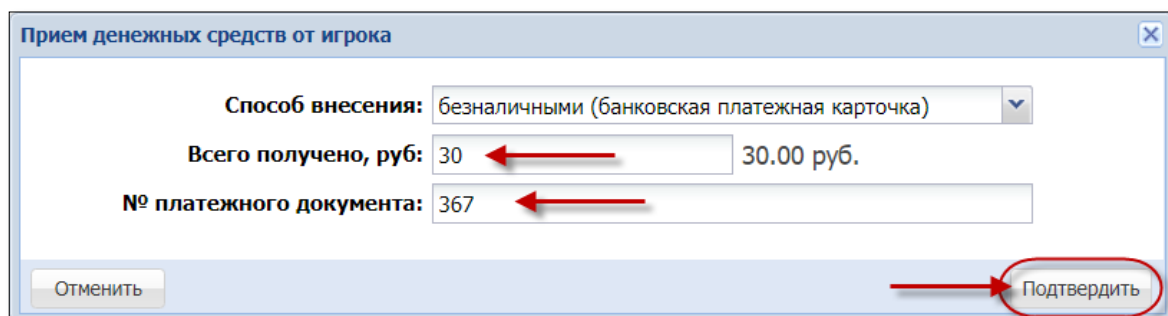 Прием денежных средств от игрока
Способ внесения: безналичными (банковская платежная карточка)
Всего получено, руб: 30 30.00 руб.
№ платежного документа: 367
Отменить Подтвердить